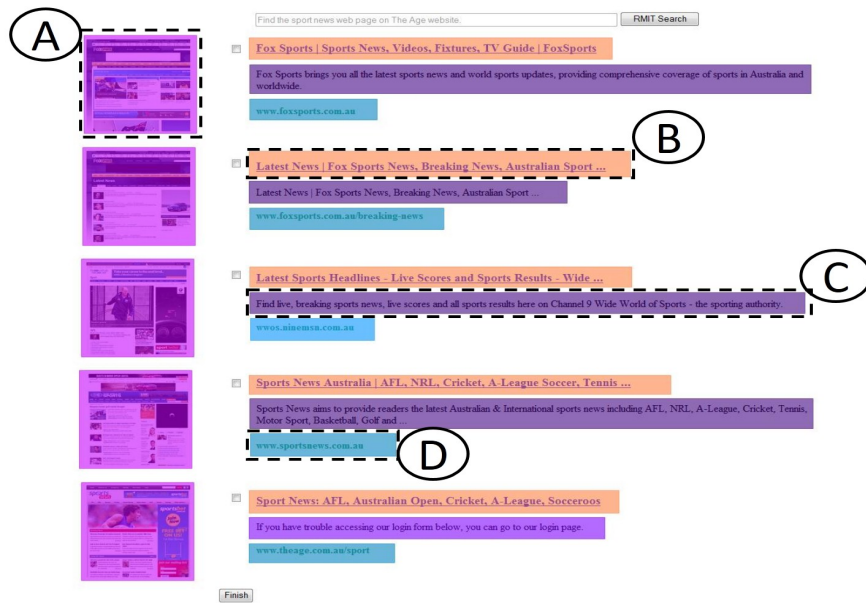 Find the sport news web page on The Age website.
RMIT Search
A
Fox Sports | Sports News, Videos, Fixtures, TV Guide | FoxSports
Fox Sports brings you all the latest sports news and world sports updates, providing comprehensive coverage of sports in Australia and
worldwide.
www.foxsports.com.au
B
Latest News | Fox Sports News, Breaking News, Australian Sport ...
Latest News | Fox Sports News, Breaking News, Australian Sport ...
www.foxsports.com.au/breaking-news
Latest Sports Headlines - Live Scores and Sports Results - Wide ...
C
Find live, breaking sports news, live scores and all sports results here on Channel 9 Wide World of Sports - the sporting authority.
wwos.ninemsn.com.au
Sports News Australia | AFL, NRL, Cricket, A-League Soccer, Tennis ...
Sports News aims to provide readers the latest Australian & International sports news including AFL, NRL, A-League, Cricket, Tennis,
Motor Sport, Basketball, Golf and ...
www.sportsnews.com.au
D
Sport News: AFL, Australian Open, Cricket, A-League, Socceroos
If you have trouble accessing our login form below, you can go to our login page.
www.theage.com.au/sport
Finish